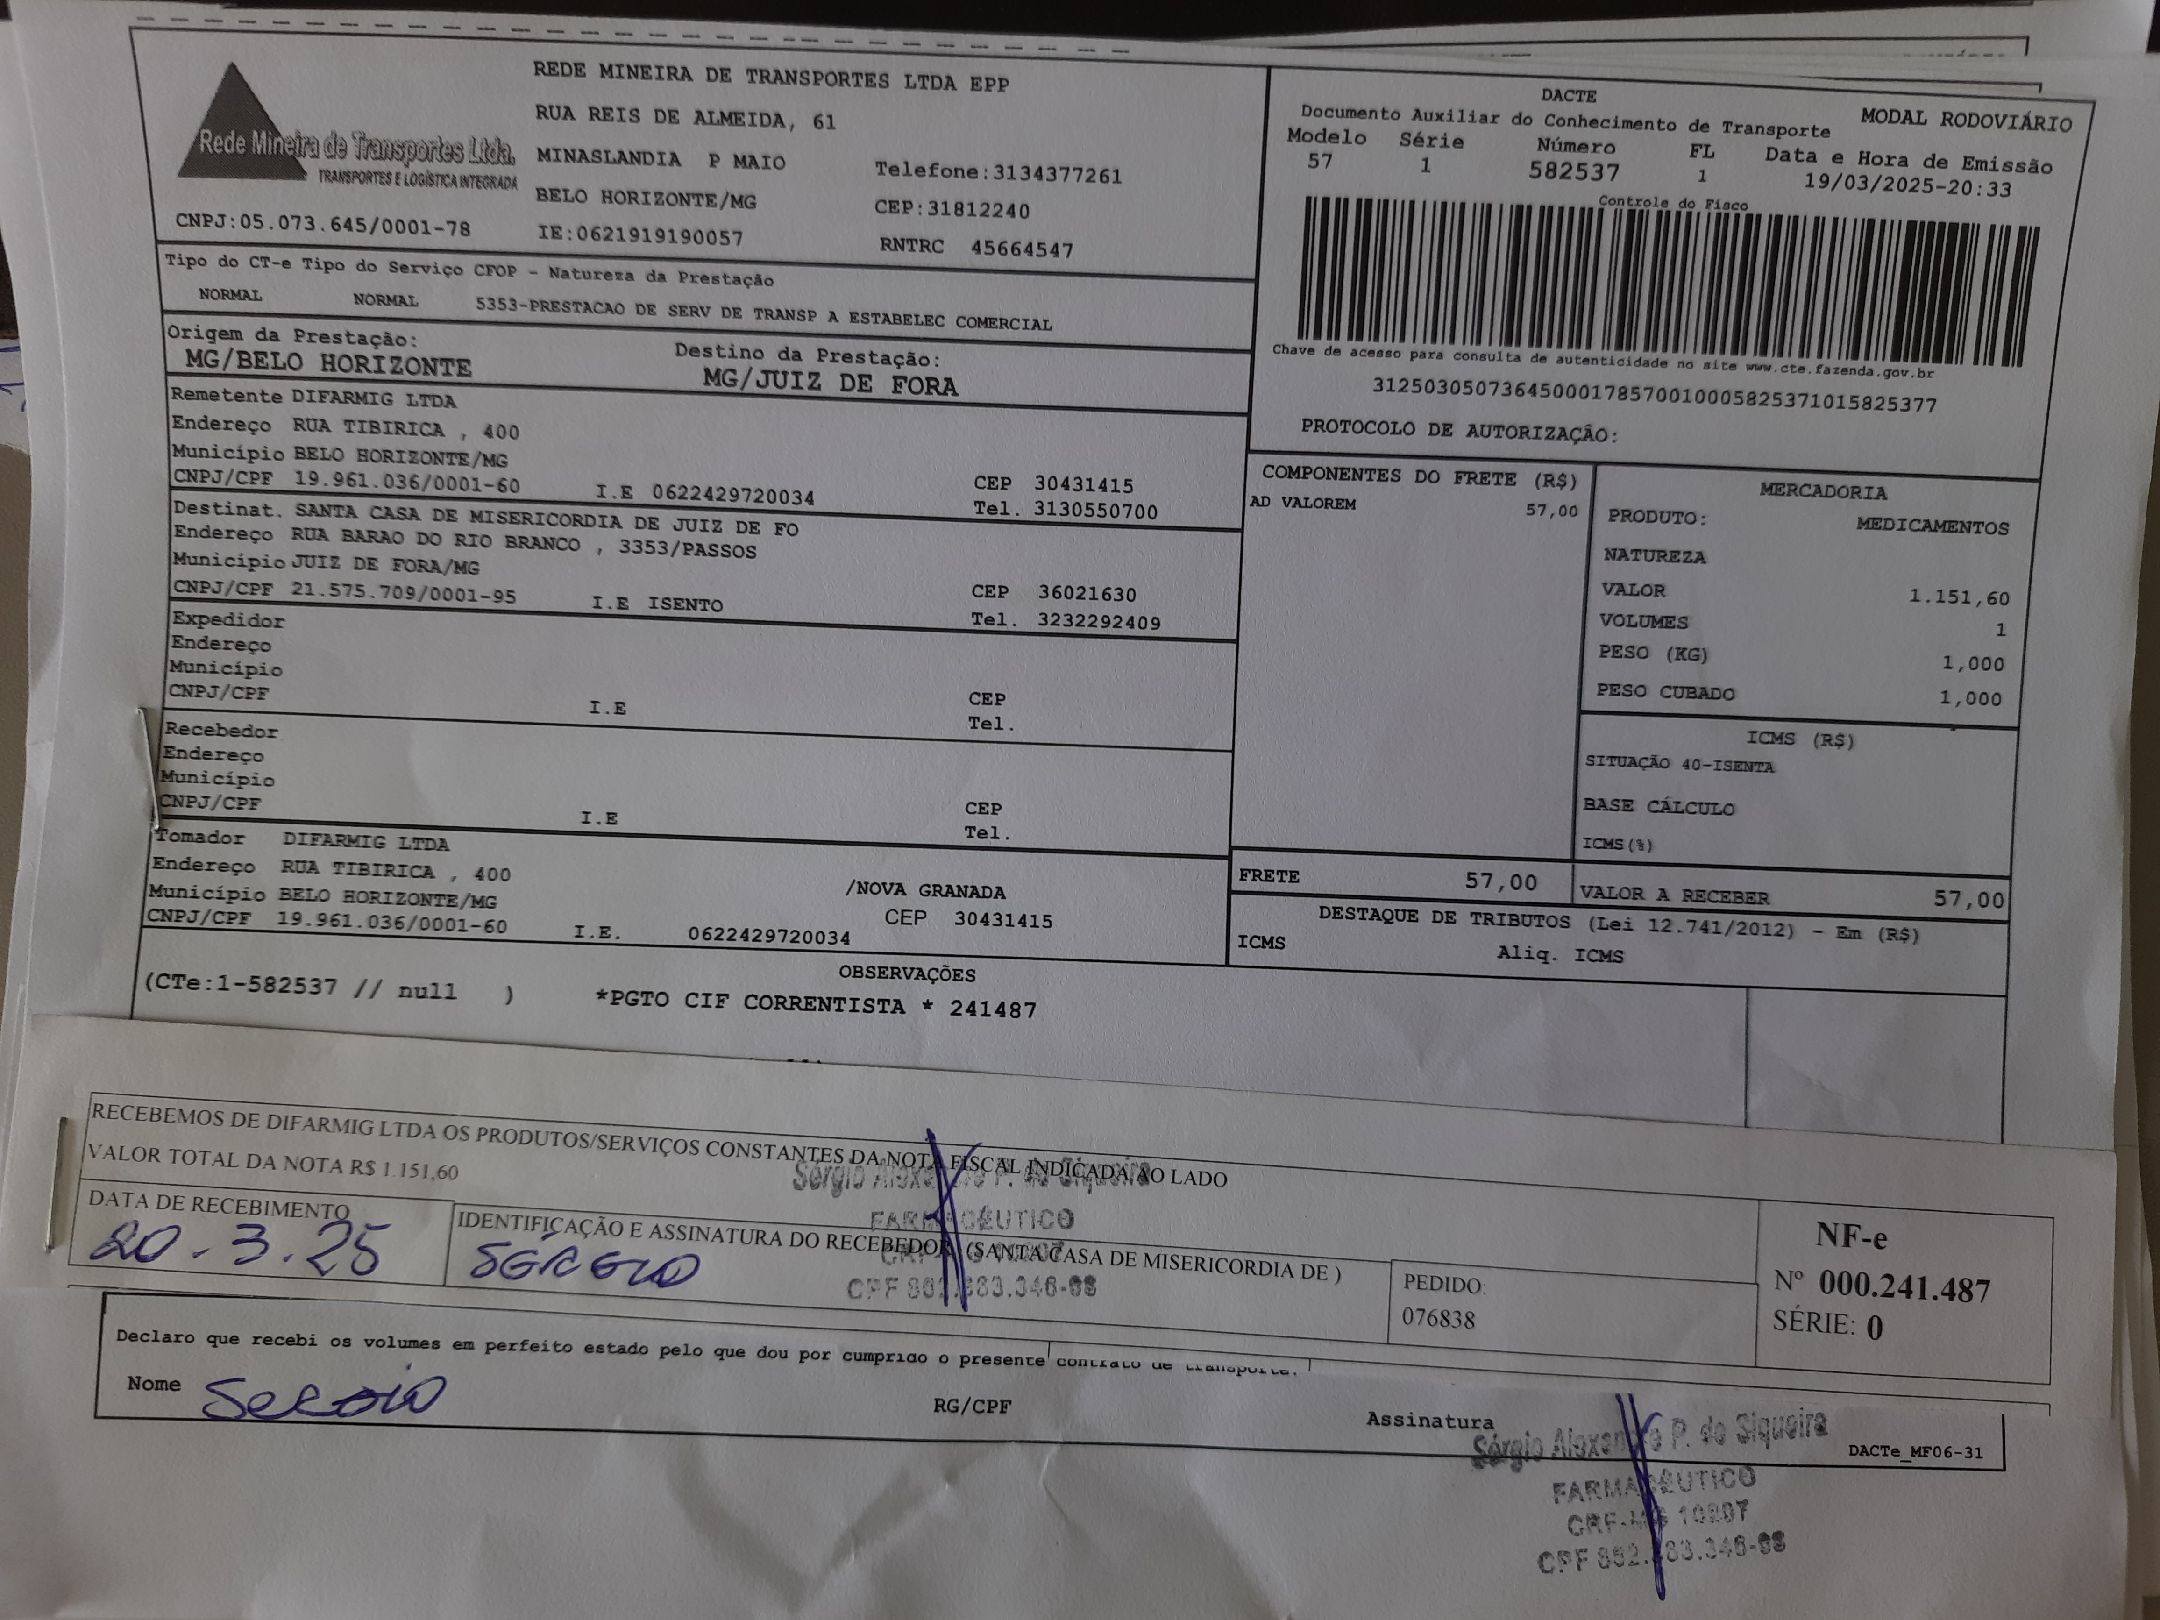 REDE MINEIRA DE TRANSPORTES LTDA EPP
RUA REIS DE ALMEIDA, 61
Rede Mineira de Transportes Ltda.
TRANSPORTES E LOGÍSTICA INTEGRADA
MINASLANDIA P MAIO
Telefone:3134377261
BELO HORIZONTE/MG
CEP:31812240
CNPJ:05.073.645/0001-78
IE:0621919190057
RNTRC 45664547
DACTE
Documento Auxiliar do Conhecimento de Transporte
MODAL RODOVIÁRIO
Modelo Série Número FL Data e Hora de Emissão
57 1 582537 1 19/03/2025-20:33
Controle do Fisco
Chave de acesso para consulta de autenticidade no site www.cte.fazenda.gov.br
31250305073645000178570010005825371015825377
PROTOCOLO DE AUTORIZAÇÃO:
Tipo do CT-e Tipo do Serviço CFOP - Natureza da Prestação
NORMAL NORMAL 5353-PRESTACAO DE SERV DE TRANSP A ESTABELEC COMERCIAL
Origem da Prestação: Destino da Prestação:
MG/BELO HORIZONTE MG/JUIZ DE FORA
Remetente DIFARMIG LTDA
Endereço RUA TIBIRICA , 400
Município BELO HORIZONTE/MG CEP 30431415
CNPJ/CPF 19.961.036/0001-60 I.E 0622429720034 Tel. 3130550700
Destinat. SANTA CASA DE MISERICORDIA DE JUIZ DE FO
Endereço RUA BARAO DO RIO BRANCO , 3353/PASSOS
Município JUIZ DE FORA/MG CEP 36021630
CNPJ/CPF 21.575.709/0001-95 I.E ISENTO Tel. 3232292409
Expedidor
Endereço
Município CEP
CNPJ/CPF I.E Tel.
Recebedor
Endereço
Município CEP
CNPJ/CPF I.E Tel.
Tomador DIFARMIG LTDA
Endereço RUA TIBIRICA , 400 /NOVA GRANADA
Município BELO HORIZONTE/MG CEP 30431415
CNPJ/CPF 19.961.036/0001-60 I.E. 0622429720034
COMPONENTES DO FRETE (R$)
AD VALOREM 57,00
MERCADORIA
PRODUTO: MEDICAMENTOS
NATUREZA
VALOR 1.151,60
VOLUMES 1
PESO (KG) 1,000
PESO CUBADO 1,000
ICMS (R$)
SITUAÇÃO 40-ISENTA
BASE CÁLCULO
ICMS(%)
FRETE 57,00 VALOR A RECEBER 57,00
DESTAQUE DE TRIBUTOS (Lei 12.741/2012) - Em (R$)
ICMS Aliq. ICMS
OBSERVAÇÕES
(CTe:1-582537 // null ) *PGTO CIF CORRENTISTA * 241487
RECEBEMOS DE DIFARMIG LTDA OS PRODUTOS/SERVIÇOS CONSTANTES DA NOTA FISCAL INDICADA AO LADO
VALOR TOTAL DA NOTA R$ 1.151,60
Sérgio Alexandre P. de Siqueira
FARMACÊUTICO
DATA DE RECEBIMENTO
20.3.25
IDENTIFICAÇÃO E ASSINATURA DO RECEBEDOR (SANTA CASA DE MISERICORDIA DE )
SÉRGIO
PEDIDO:
076838
NF-e
Nº 000.241.487
SÉRIE: 0
Declaro que recebi os volumes em perfeito estado pelo que dou por cumprido o presente contrato de transporte.
Nome SERGIO RG/CPF Assinatura
Sérgio Alexandre P. de Siqueira
DACTe_MF06-31
FARMACÊUTICO
CRF-MG
CPF